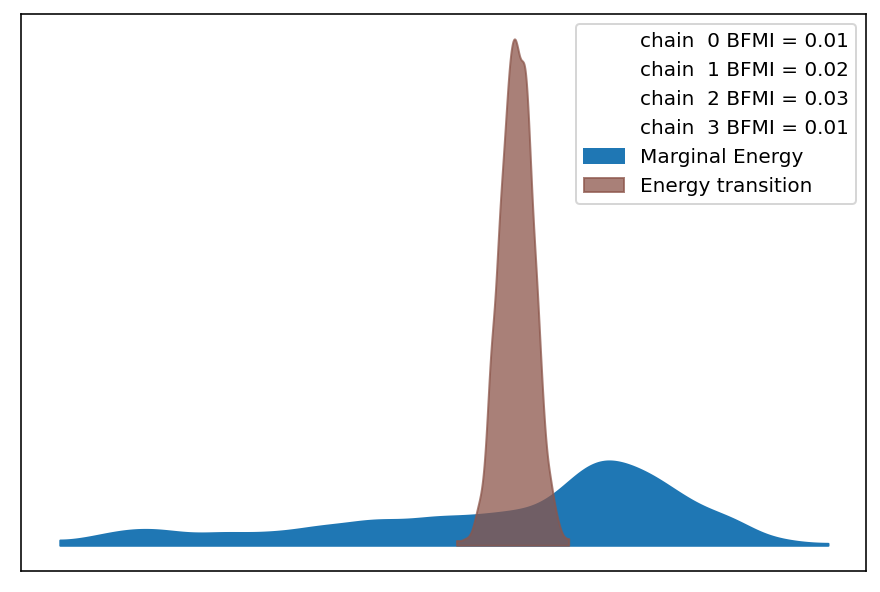 chain  0 BFMI = 0.01
chain  1 BFMI = 0.02
chain  2 BFMI = 0.03
chain  3 BFMI = 0.01
Marginal Energy
Energy transition